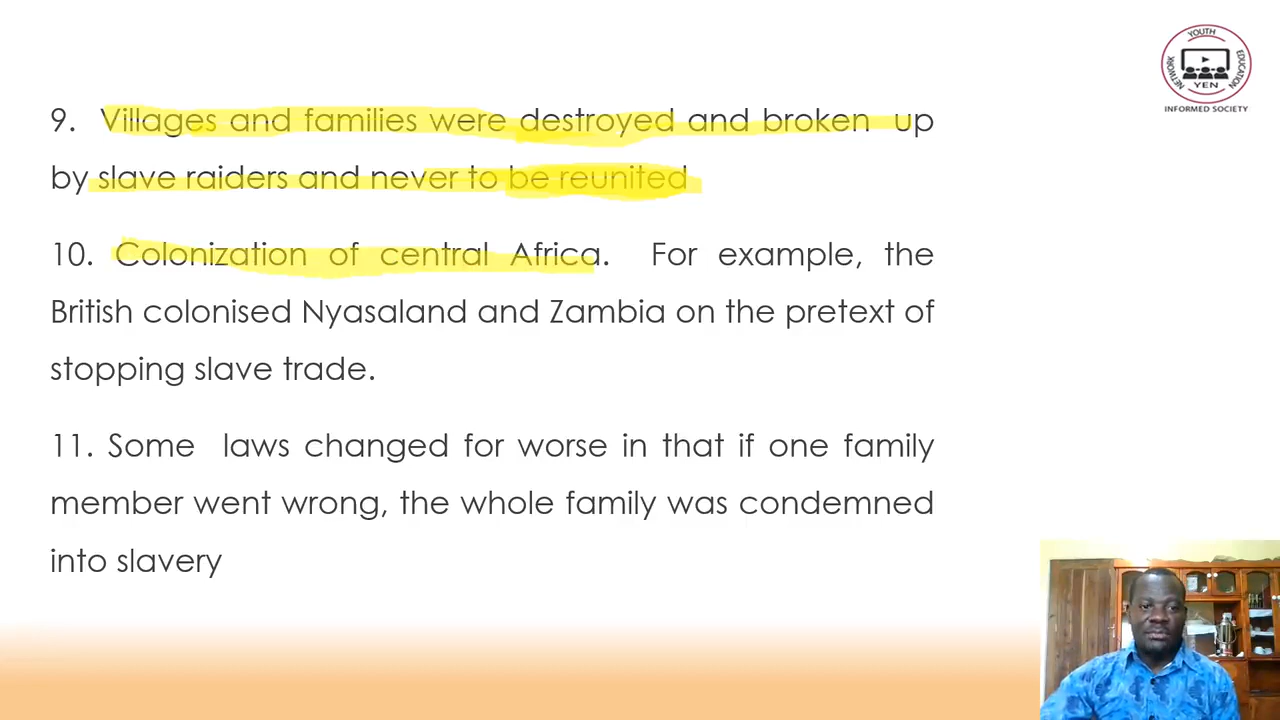 YOUTH
EDUCATION
NETWORK
YEN
INFORMED SOCIETY
9. Villages and families were destroyed and broken up
by slave raiders and never to be reunited
10. Colonization of central Africa. For example, the
British colonised Nyasaland and Zambia on the pretext of
stopping slave trade.
11. Some laws changed for worse in that if one family
member went wrong, the whole family was condemned
into slavery